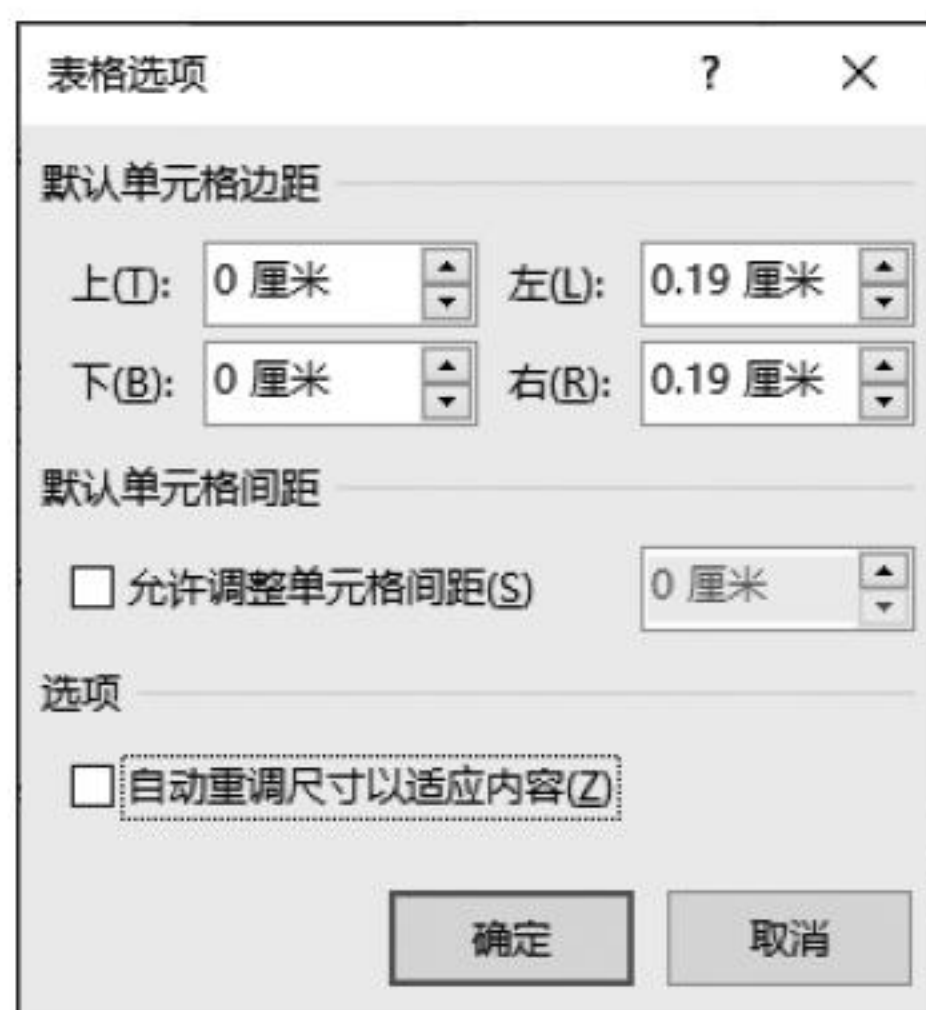 表格选项 ?
默认单元格边距
上(T): 0 厘米 左(L): 0.19 厘米
下(B): 0 厘米 右(R): 0.19 厘米
默认单元格间距
允许调整单元格间距(S) 0 厘米
选项
自动重调尺寸以适应内容(Z)
确定 取消